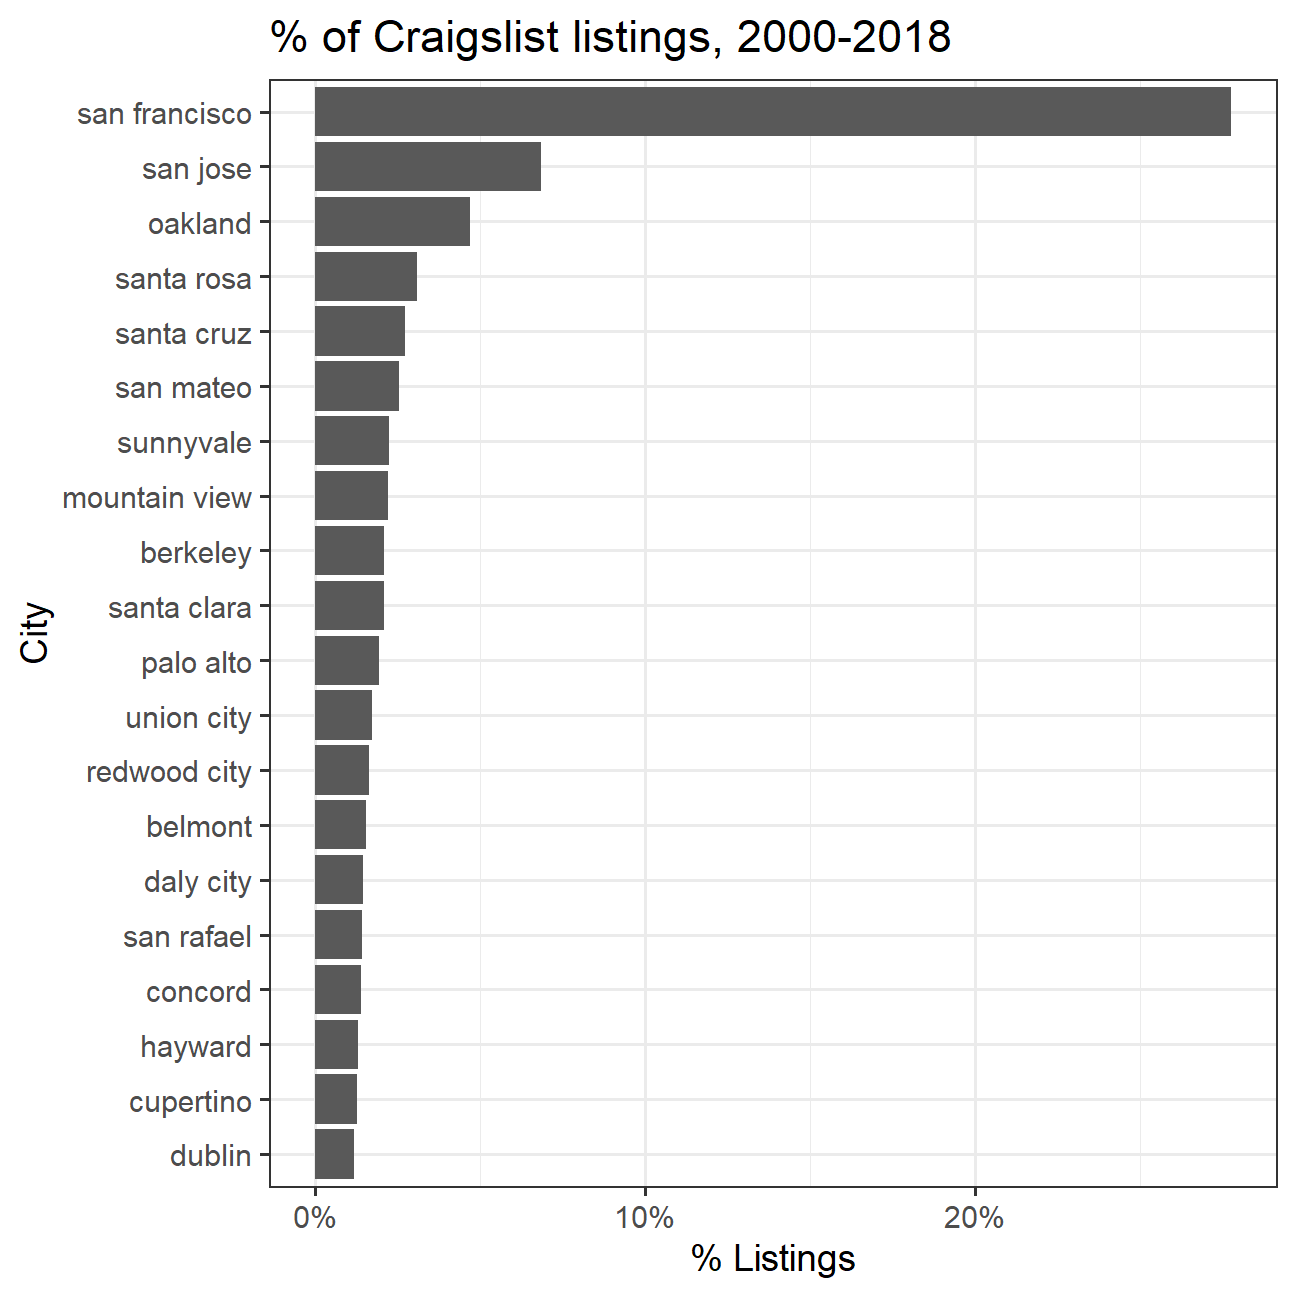 % of Craigslist listings, 2000-2018
san francisco
san jose
oakland
santa rosa
santa cruz
san mateo
sunnyvale
mountain view
berkeley
santa clara
palo alto
union city
redwood city
belmont
daly city
san rafael
concord
hayward
cupertino
dublin
City
0% 10% 20%
% Listings